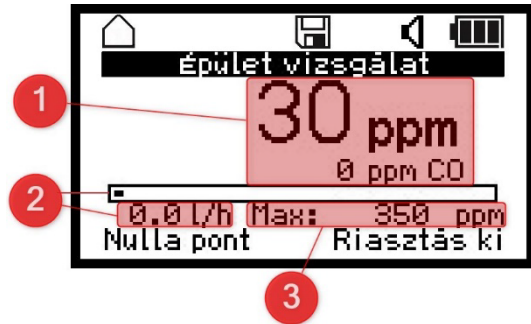 épület vizsgálat
1
30 ppm
0 ppm CO
2
0.0 l/h Max: 350 ppm
Nulla pont Riasztás ki
3